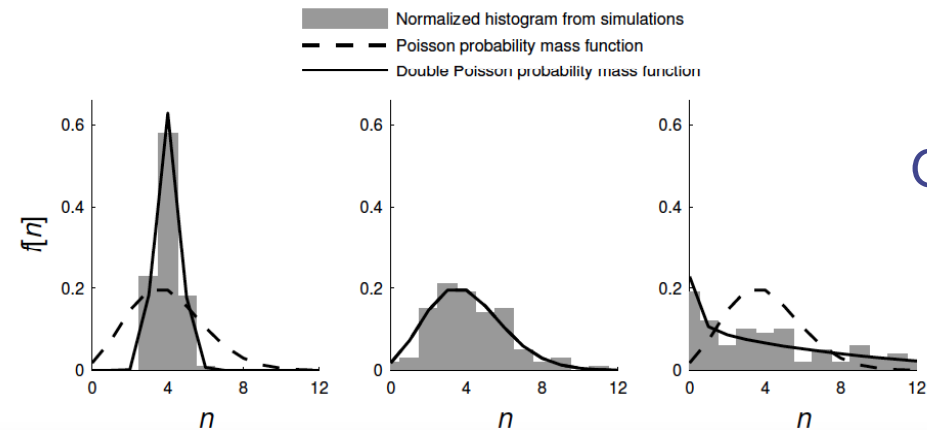 Normalized histogram from simulations
Poisson probability mass function
Double Poisson probability mass function
f[n]
0.6
0.4
0.2
0
0 4 8 12
n
0.6
0.4
0.2
0
0 4 8 12
n
0.6
0.4
0.2
0
0 4 8 12
n